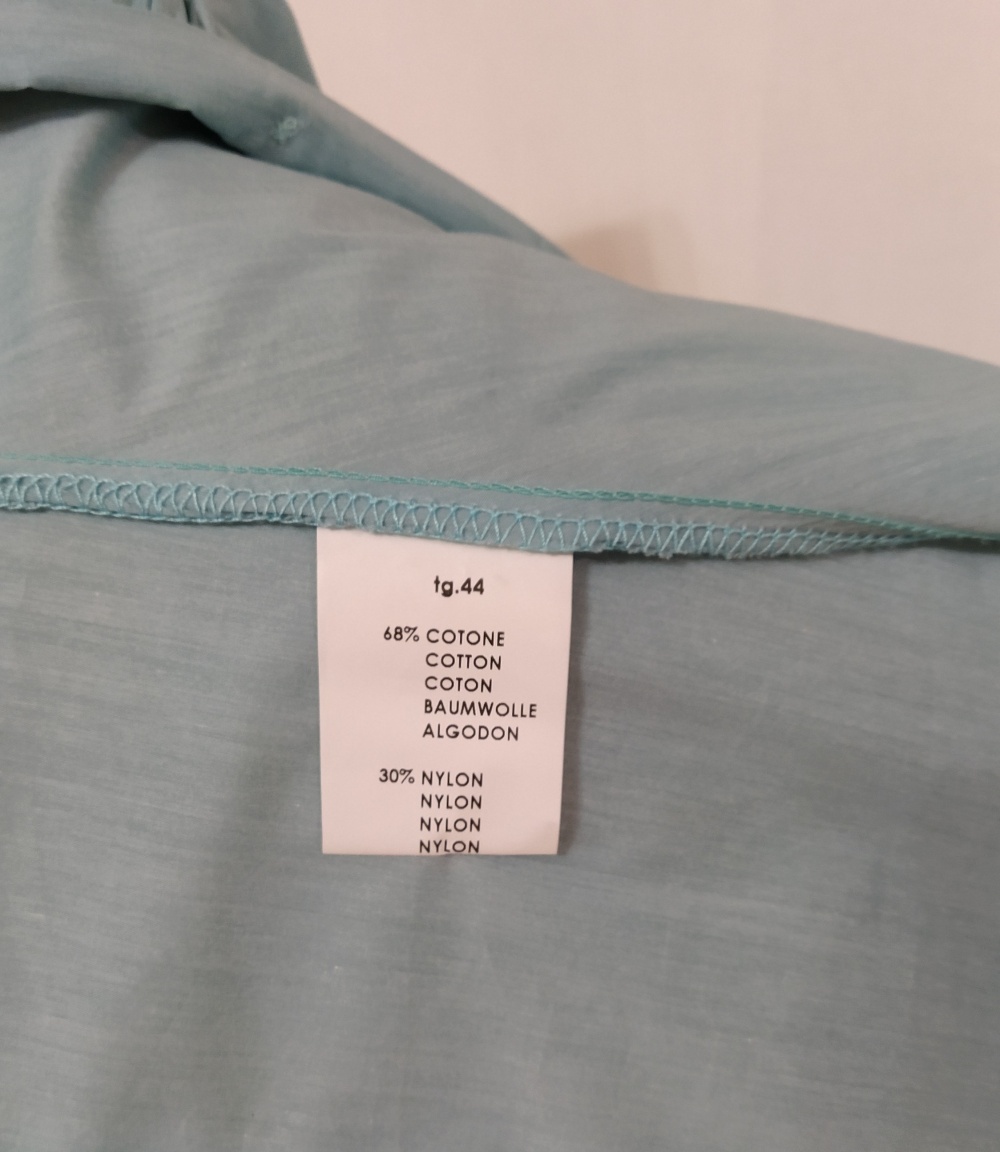 tg.44
68% COTONE
COTTON
COTON
BAUMWOLLE
ALGODON
30% NYLON
NYLON
NYLON
NYLON